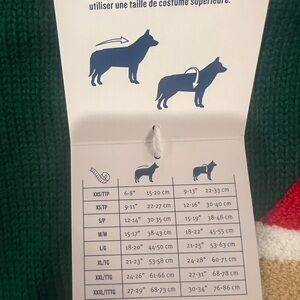 utiliser une taille de costume supérieure.
XXS/TTP 6-8" 15-20 cm 9-13" 22-33 cm
XS/TP 9-11" 22-27 cm 12-16" 30-40 cm
S/P 12-14" 30-35 cm 15-19" 38-48 cm
M/M 15-17" 38-43 cm 18-22" 45-55 cm
L/G 18-20" 44-50 cm 21-25" 53-63 cm
XL/TG 21-23" 53-58 cm 24-28" 60-71 cm
XXL/TTG 24-26" 61-66 cm 27-31" 68-78 cm
XXXL/TTTG 27-29" 68-73 cm 30-34" 76-86 cm